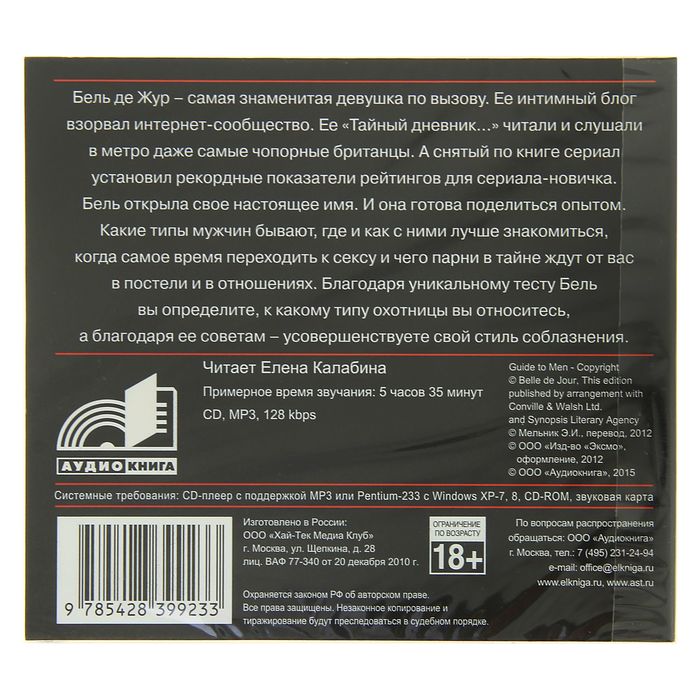 Бель де Жур – самая знаменитая девушка по вызову. Ее интимный блог
взорвал интернет-сообщество. Ее «Тайный дневник...» читали и слушали
в метро даже самые чопорные британцы. А снятый по книге сериал
установил рекордные показатели рейтингов для сериала-новичка.
Бель открыла свое настоящее имя. И она готова поделиться опытом.
Какие типы мужчин бывают, где и как с ними лучше знакомиться,
когда самое время переходить к сексу и чего парни в тайне ждут от вас
в постели и в отношениях. Благодаря уникальному тесту Бель
вы определите, к какому типу охотницы вы относитесь,
а благодаря ее советам – усовершенствуете свой стиль соблазнения.
Читает Елена Калабина
Примерное время звучания: 5 часов 35 минут
CD, MP3, 128 kbps
АУДИО КНИГА
Guide to Men - Copyright
© Belle de Jour, This edition
published by arrangement with
Conville & Walsh Ltd.
and Synopsis Literary Agency
© Мельник Э.И., перевод, 2012
© ООО «Изд-во «Эксмо»,
оформление, 2012
© ООО «Аудиокнига», 2015
Системные требования: CD-плеер с поддержкой MP3 или Pentium-233 с Windows XP-7, 8, CD-ROM, звуковая карта
9 785428 399233
Изготовлено в России:
ООО «Хай-Тек Медиа Клуб»
г. Москва, ул. Щепкина, д. 28
лиц. ВАФ 77-340 от 20 декабря 2010 г.
ОГРАНИЧЕНИЕ
ПО ВОЗРАСТУ
18+
По вопросам распространения
обращаться: ООО «Аудиокнига»
г. Москва, тел.: 7 (495) 231-24-94
e-mail: office@elkniga.ru
www.elkniga.ru, www.ast.ru
Охраняется законом РФ об авторском праве.
Все права защищены. Незаконное копирование и
тиражирование будут преследоваться в судебном порядке.